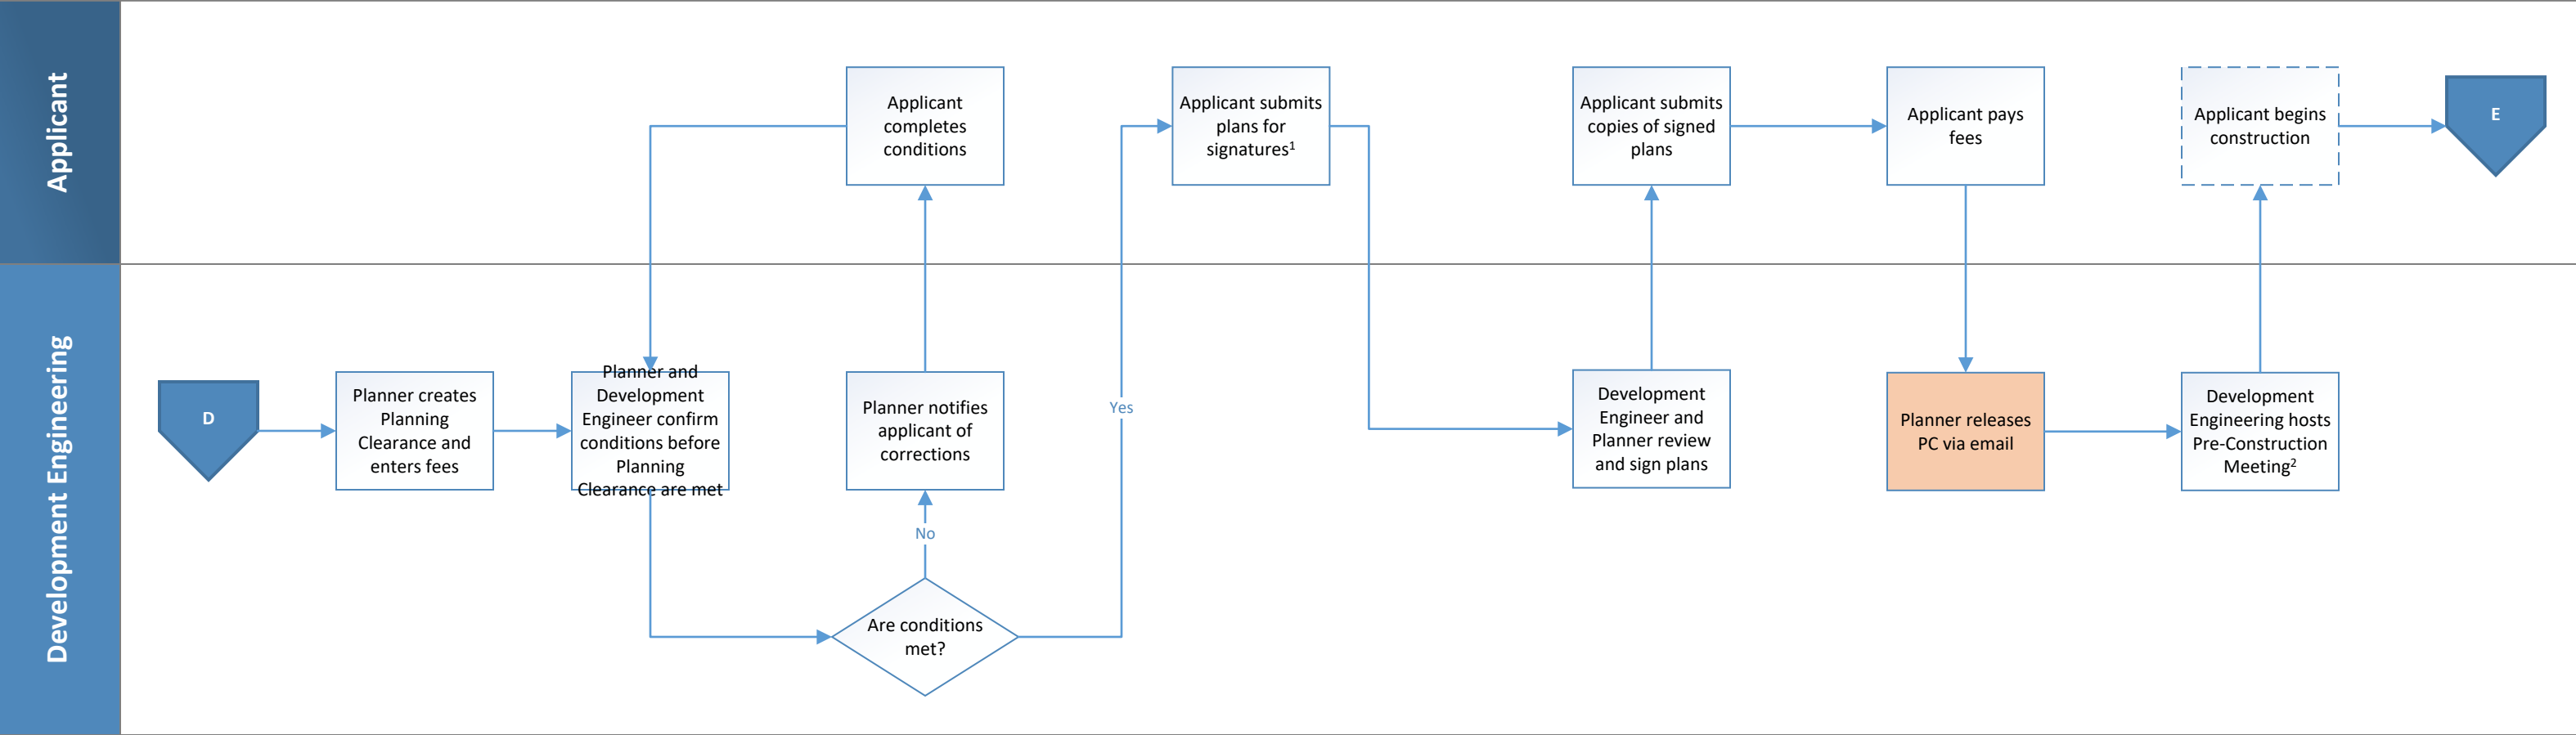 Applicant
Applicant
completes
conditions
Applicant submits
plans for
signatures¹
Applicant submits
copies of signed
plans
Applicant pays
fees
Applicant begins
construction
E
Development Engineering
D
Planner creates
Planning
Clearance and
enters fees
Planner and
Development
Engineer confirm
conditions before
Planning
Clearance are met
Planner notifies
applicant of
corrections
Yes
Development
Engineer and
Planner review
and sign plans
Planner releases
PC via email
Development
Engineering hosts
Pre-Construction
Meeting²
No
Are conditions
met?